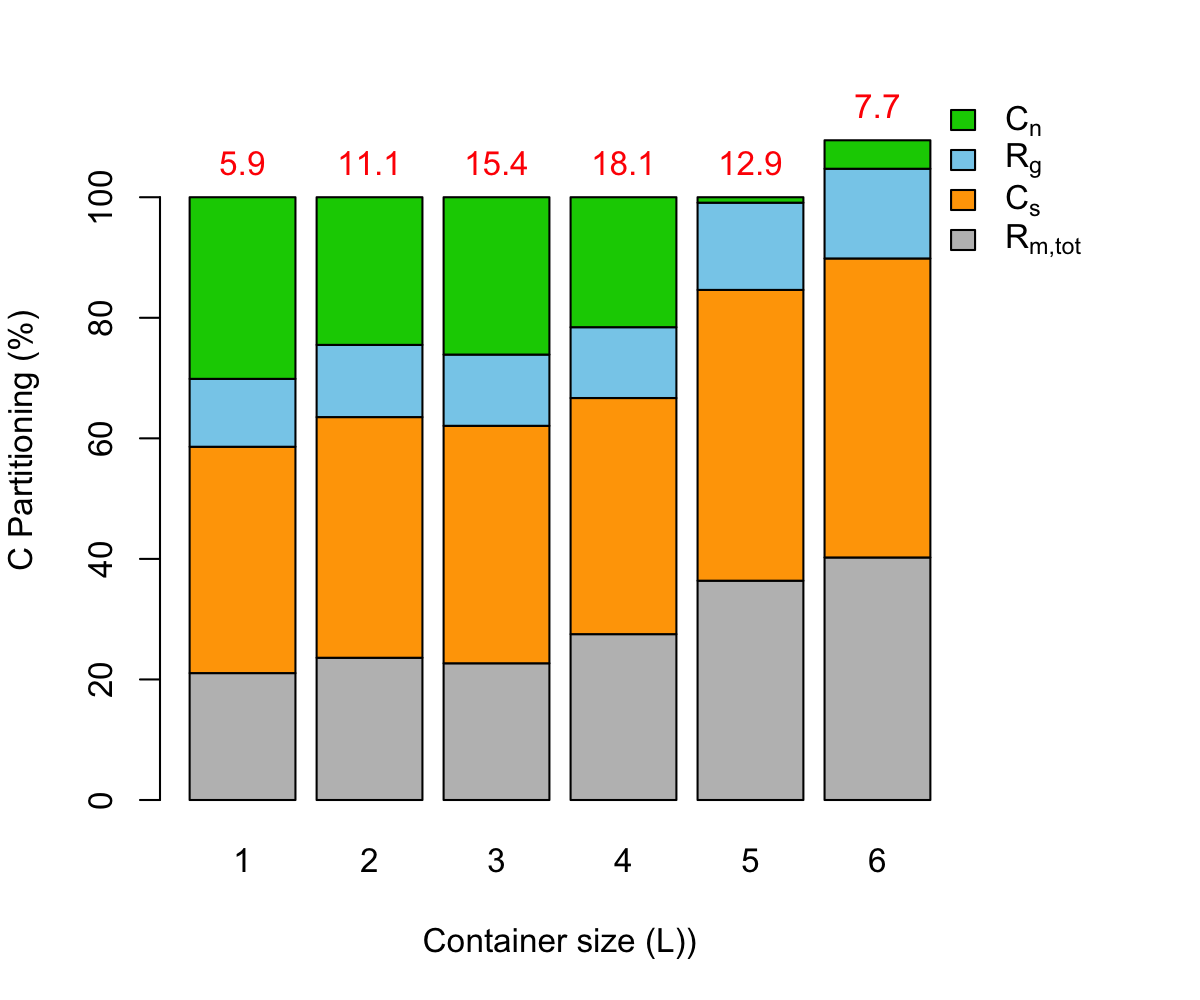 7.7
5.9 11.1 15.4 18.1 12.9
Cn
Rg
Cs
Rm,tot
C Partitioning (%)
100
80
60
40
20
0
1 2 3 4 5 6
Container size (L))